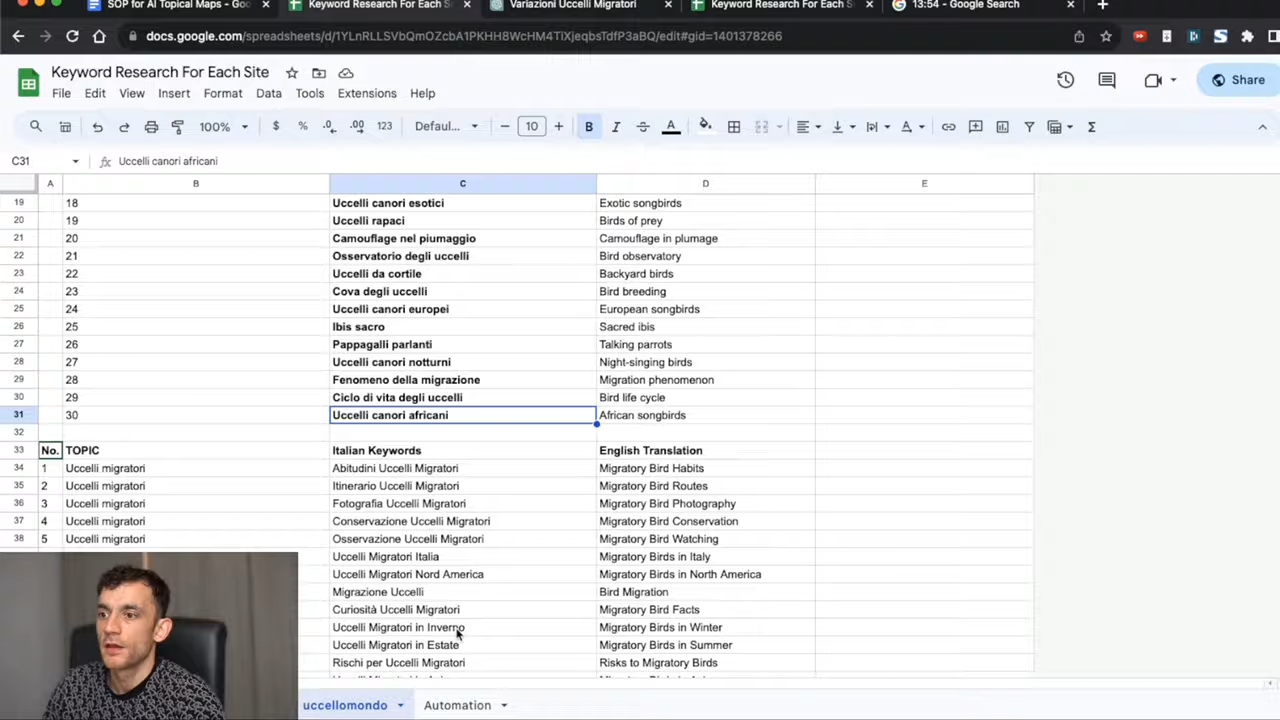 SOP for AI Topical Maps - Goo
Keyword Research For Each S
Variazioni Uccelli Migratori
Keyword Research For Each Si
13:54 - Google Search
docs.google.com/spreadsheets/d/1YLnRLLSVbQmOZcbA1PKHH8WcHM4TiXjeqbsTdfP3aBQ/edit#gid=1401378266
Keyword Research For Each Site
File Edit View Insert Format Data Tools Extensions Help
Share
100% $ % .0 .00 123 Defaul... 10 B I A Σ
C31 fx Uccelli canori africani
A B C D E
19 18 Uccelli canori esotici Exotic songbirds
20 19 Uccelli rapaci Birds of prey
21 20 Camouflage nel piumaggio Camouflage in plumage
22 21 Osservatorio degli uccelli Bird observatory
23 22 Uccelli da cortile Backyard birds
24 23 Cova degli uccelli Bird breeding
25 24 Uccelli canori europei European songbirds
26 25 Ibis sacro Sacred ibis
27 26 Pappagalli parlanti Talking parrots
28 27 Uccelli canori notturni Night-singing birds
29 28 Fenomeno della migrazione Migration phenomenon
30 29 Ciclo di vita degli uccelli Bird life cycle
31 30 Uccelli canori africani African songbirds
32
33 No. TOPIC Italian Keywords English Translation
34 1 Uccelli migratori Abitudini Uccelli Migratori Migratory Bird Habits
35 2 Uccelli migratori Itinerario Uccelli Migratori Migratory Bird Routes
36 3 Uccelli migratori Fotografia Uccelli Migratori Migratory Bird Photography
37 4 Uccelli migratori Conservazione Uccelli Migratori Migratory Bird Conservation
38 5 Uccelli migratori Osservazione Uccelli Migratori Migratory Bird Watching
Uccelli Migratori Italia Migratory Birds in Italy
Uccelli Migratori Nord America Migratory Birds in North America
Migrazione Uccelli Bird Migration
Curiosità Uccelli Migratori Migratory Bird Facts
Uccelli Migratori in Inverno Migratory Birds in Winter
Uccelli Migratori in Estate Migratory Birds in Summer
Rischi per Uccelli Migratori Risks to Migratory Birds
uccellomondo Automation